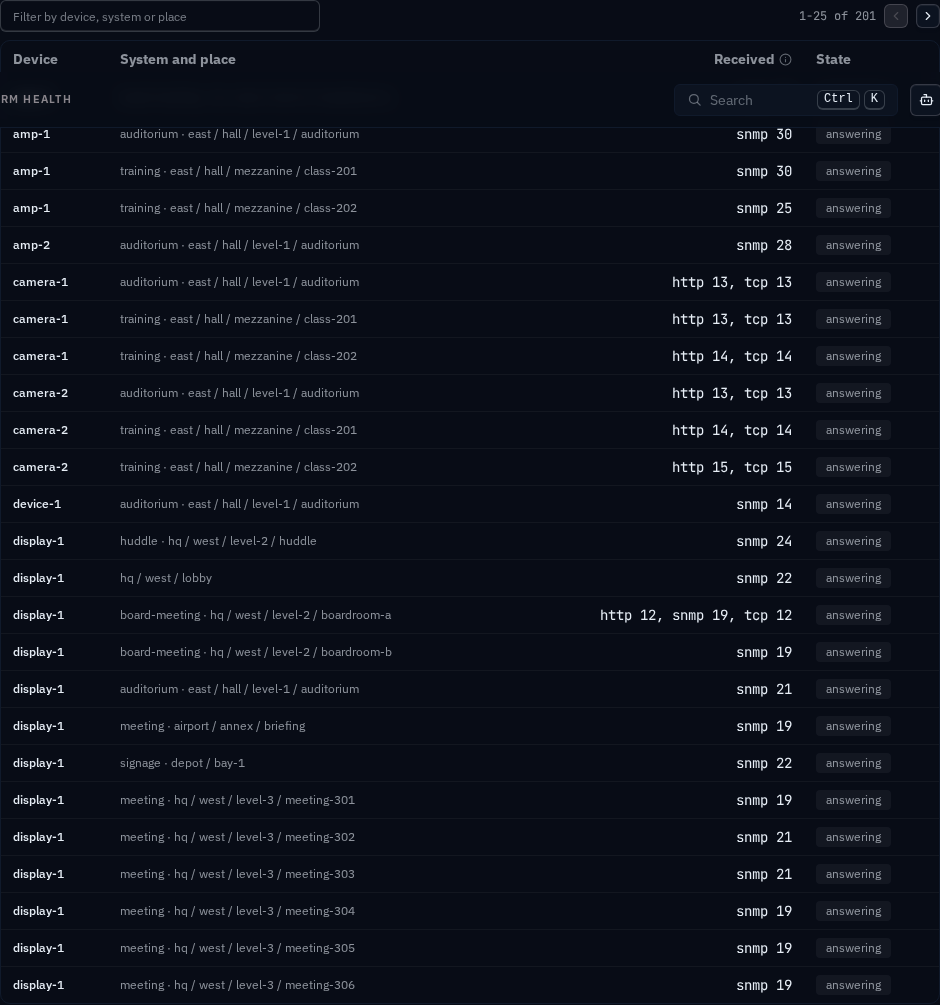 Filter by device, system or place
1-25 of 201
Device System and place Received State
RM HEALTH Search Ctrl K
amp-1 auditorium · east / hall / level-1 / auditorium snmp 30 answering
amp-1 training · east / hall / mezzanine / class-201 snmp 30 answering
amp-1 training · east / hall / mezzanine / class-202 snmp 25 answering
amp-2 auditorium · east / hall / level-1 / auditorium snmp 28 answering
camera-1 auditorium · east / hall / level-1 / auditorium http 13, tcp 13 answering
camera-1 training · east / hall / mezzanine / class-201 http 13, tcp 13 answering
camera-1 training · east / hall / mezzanine / class-202 http 14, tcp 14 answering
camera-2 auditorium · east / hall / level-1 / auditorium http 13, tcp 13 answering
camera-2 training · east / hall / mezzanine / class-201 http 14, tcp 14 answering
camera-2 training · east / hall / mezzanine / class-202 http 15, tcp 15 answering
device-1 auditorium · east / hall / level-1 / auditorium snmp 14 answering
display-1 huddle · hq / west / level-2 / huddle snmp 24 answering
display-1 hq / west / lobby snmp 22 answering
display-1 board-meeting · hq / west / level-2 / boardroom-a http 12, snmp 19, tcp 12 answering
display-1 board-meeting · hq / west / level-2 / boardroom-b snmp 19 answering
display-1 auditorium · east / hall / level-1 / auditorium snmp 21 answering
display-1 meeting · airport / annex / briefing snmp 19 answering
display-1 signage · depot / bay-1 snmp 22 answering
display-1 meeting · hq / west / level-3 / meeting-301 snmp 19 answering
display-1 meeting · hq / west / level-3 / meeting-302 snmp 21 answering
display-1 meeting · hq / west / level-3 / meeting-303 snmp 21 answering
display-1 meeting · hq / west / level-3 / meeting-304 snmp 19 answering
display-1 meeting · hq / west / level-3 / meeting-305 snmp 19 answering
display-1 meeting · hq / west / level-3 / meeting-306 snmp 19 answering